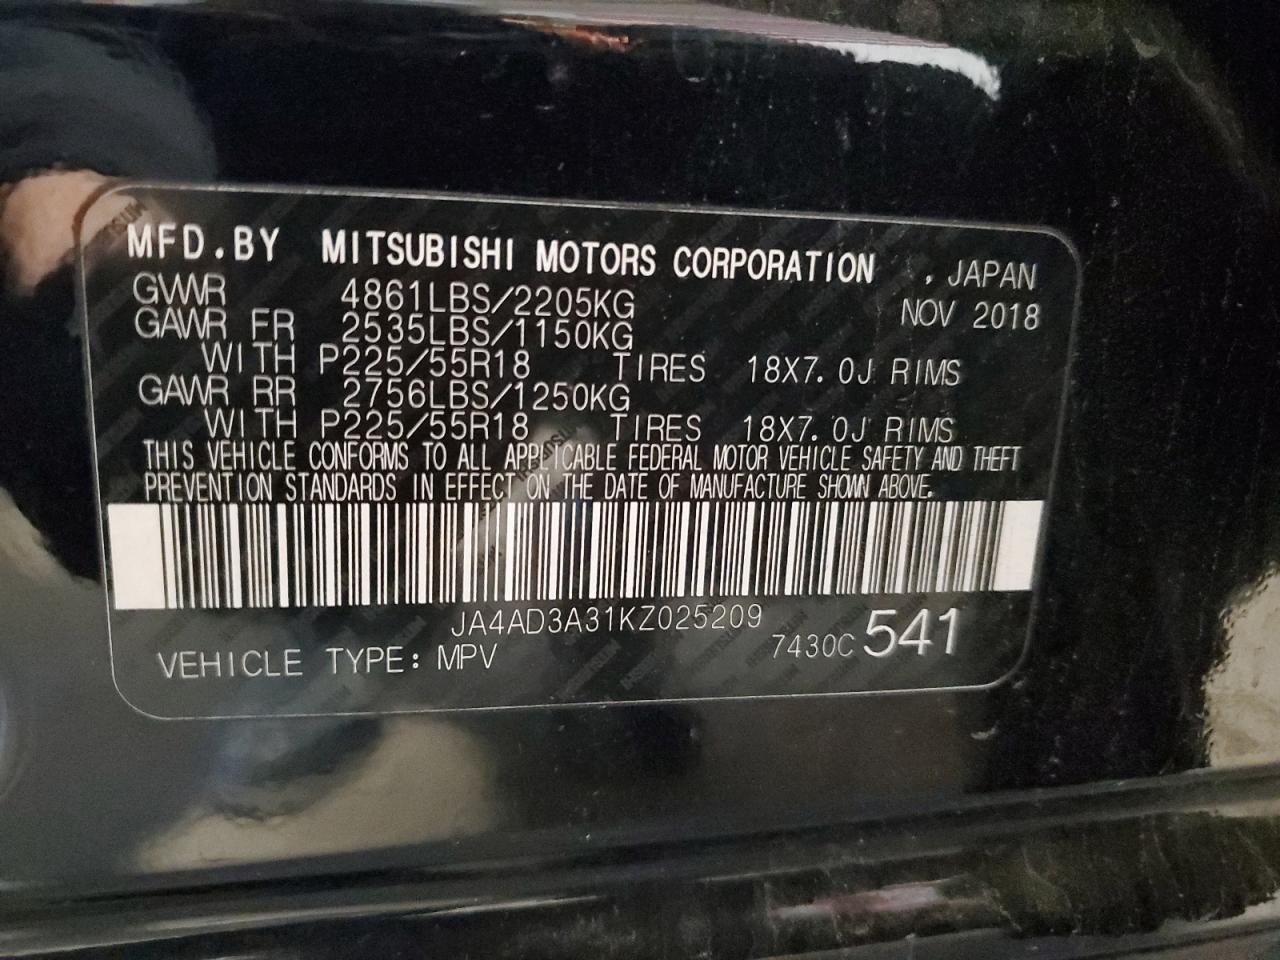 MFD.BY MITSUBISHI MOTORS CORPORATION , JAPAN
GVWR 4861LBS/2205KG NOV 2018
GAWR FR 2535LBS/1150KG
WITH P225/55R18 TIRES 18X7.0J RIMS
GAWR RR 2756LBS/1250KG
WITH P225/55R18 TIRES 18X7.0J RIMS
THIS VEHICLE CONFORMS TO ALL APPLICABLE FEDERAL MOTOR VEHICLE SAFETY AND THEFT
PREVENTION STANDARDS IN EFFECT ON THE DATE OF MANUFACTURE SHOWN ABOVE.
JA4AD3A31KZ025209
VEHICLE TYPE: MPV 7430C 541